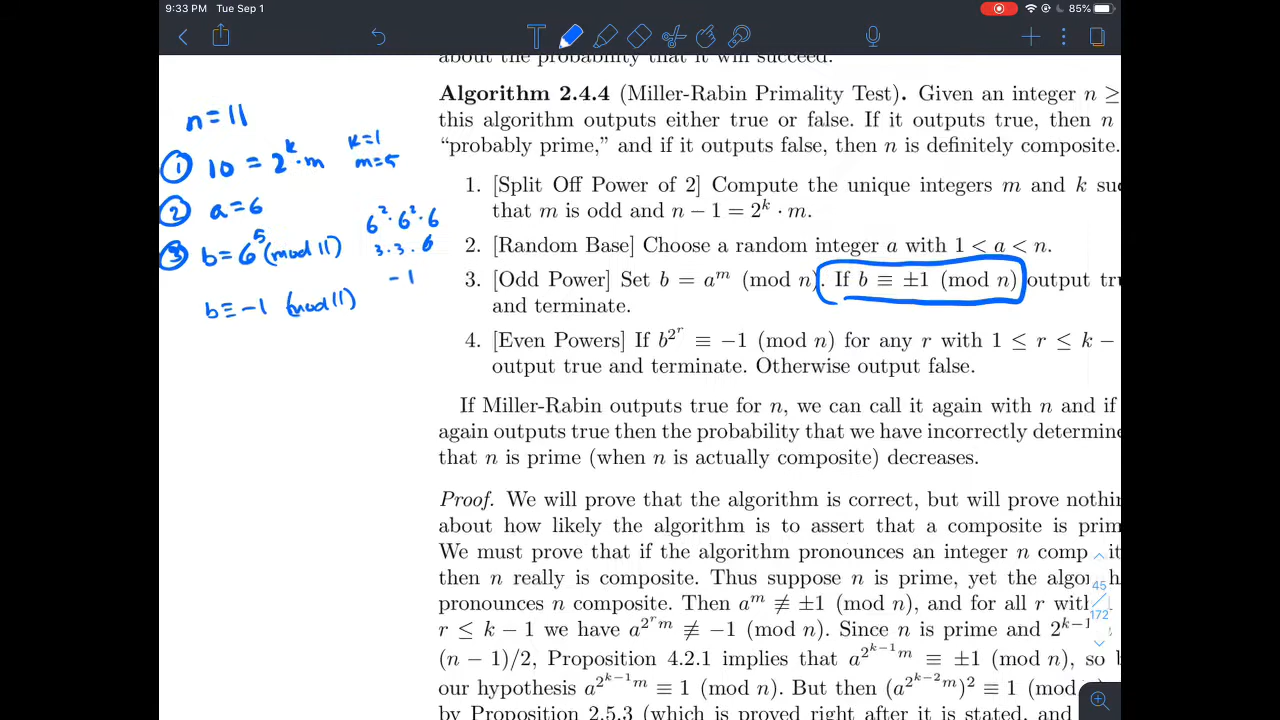 9:33 PM Tue Sep 1
85%
about the probability that it will succeed.
n = 11
① 10 = 2^k · m
k=1
m=5
② a = 6
6^2 · 6^2 · 6
3 · 3 · 6
-1
③ b = 6^5 (mod 11)
b ≡ -1 (mod 11)
Algorithm 2.4.4 (Miller-Rabin Primality Test). Given an integer n ≥
this algorithm outputs either true or false. If it outputs true, then n
“probably prime,” and if it outputs false, then n is definitely composite.
1. [Split Off Power of 2] Compute the unique integers m and k suc
that m is odd and n − 1 = 2^k · m.
2. [Random Base] Choose a random integer a with 1 < a < n.
3. [Odd Power] Set b = a^m (mod n). If b ≡ ±1 (mod n) output tru
and terminate.
4. [Even Powers] If b^{2^r} ≡ −1 (mod n) for any r with 1 ≤ r ≤ k −
output true and terminate. Otherwise output false.
If Miller-Rabin outputs true for n, we can call it again with n and if
again outputs true then the probability that we have incorrectly determine
that n is prime (when n is actually composite) decreases.
Proof. We will prove that the algorithm is correct, but will prove nothin
about how likely the algorithm is to assert that a composite is prim
We must prove that if the algorithm pronounces an integer n comp it
then n really is composite. Thus suppose n is prime, yet the algo h
pronounces n composite. Then a^m ≢ ±1 (mod n), and for all r with
r ≤ k − 1 we have a^{2^r m} ≢ −1 (mod n). Since n is prime and 2^{k−1}
(n − 1)/2, Proposition 4.2.1 implies that a^{2^{k−1}m} ≡ ±1 (mod n), so b
our hypothesis a^{2^{k−1}m} ≡ 1 (mod n). But then (a^{2^{k−2}m})^2 ≡ 1 (mod
by Proposition 2.5.3 (which is proved right after it is stated, and
45
172